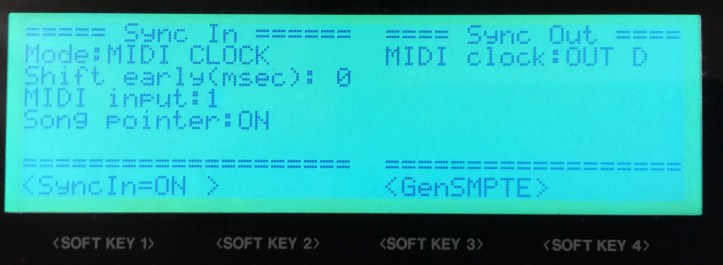 ===== Sync In ====== ==== Sync Out ====
Mode:MIDI CLOCK MIDI clock:OUT D
Shift early(msec): 0
MIDI input:1
Song pointer:ON
==================== ==================
<SyncIn=ON > <GenSMPTE>
<SOFT KEY 1> <SOFT KEY 2> <SOFT KEY 3> <SOFT KEY 4>